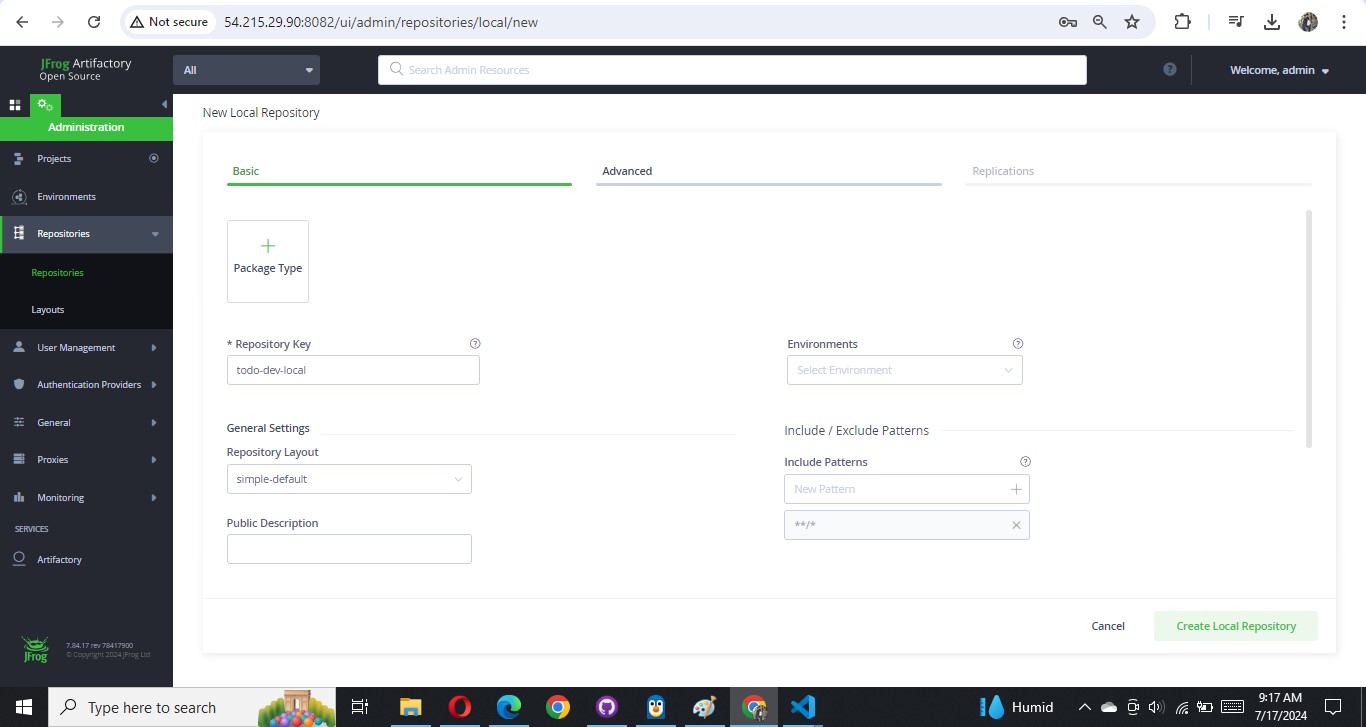 Not secure
54.215.29.90:8082/ui/admin/repositories/local/new
JFrog Artifactory
Open Source
All
Search Admin Resources
?
Welcome, admin
Administration
Projects
Environments
Repositories
Repositories
Layouts
User Management
Authentication Providers
General
Proxies
Monitoring
SERVICES
Artifactory
JFrog
7.84.17 rev 78417900
© Copyright 2024 JFrog Ltd
New Local Repository
Basic
Advanced
Replications
Package Type
* Repository Key
?
todo-dev-local
Environments
?
Select Environment
General Settings
Repository Layout
simple-default
Public Description
Include / Exclude Patterns
Include Patterns
?
New Pattern
**/*
Cancel
Create Local Repository
Type here to search
Humid
9:17 AM
7/17/2024